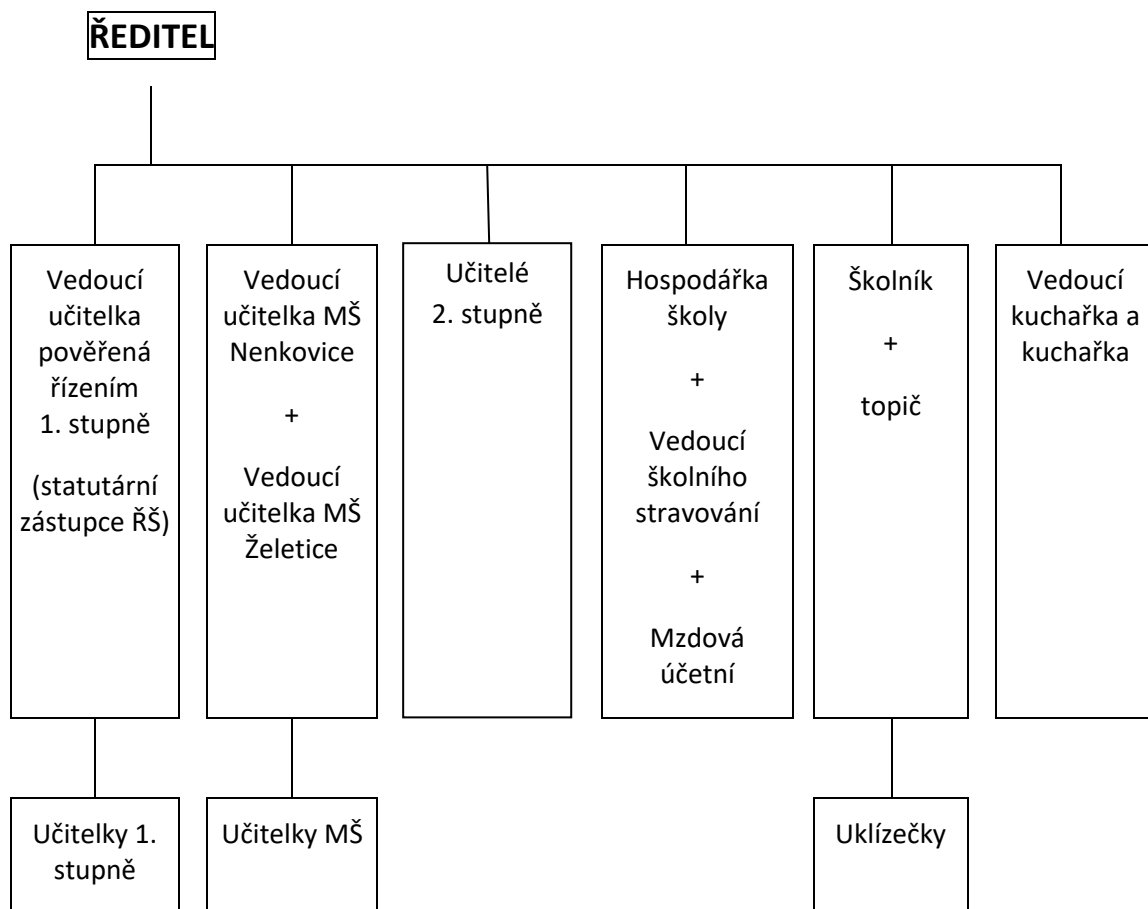 ŘEDITEL
Vedoucí
učitelka
pověřená
řízením
1. stupně
(statutární
zástupce ŘŠ)
Vedoucí
učitelka MŠ
Nenkovice
+
Vedoucí
učitelka MŠ
Želetice
Učitelé
2. stupně
Hospodářka
školy
+
Vedoucí
školního
stravování
+
Mzdová
účetní
Školník
+
topič
Vedoucí
kuchařka a
kuchařka
Učitelky 1.
stupně
Učitelky MŠ
Uklízečky